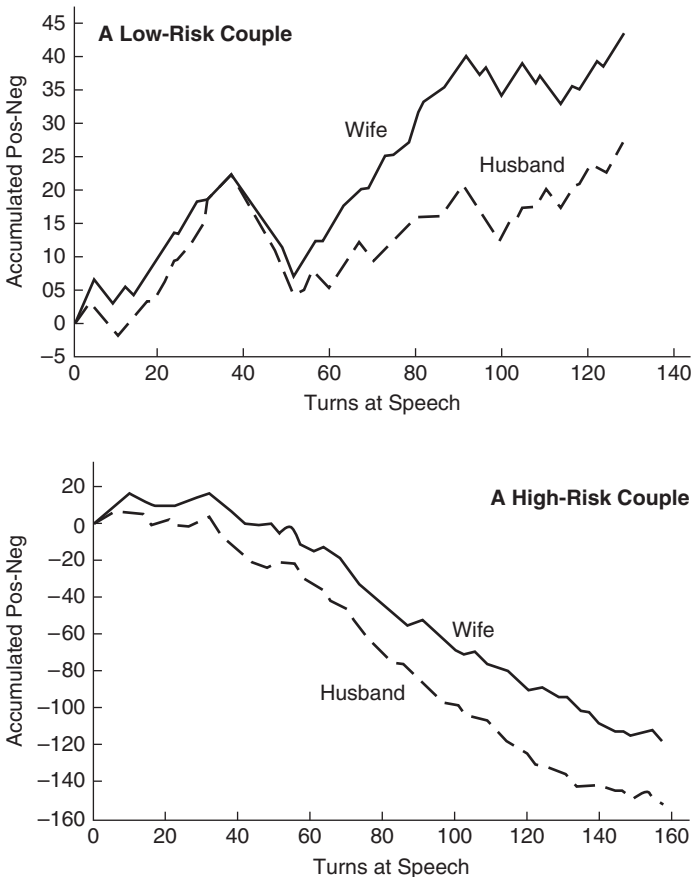 A Low-Risk Couple
Accumulated Pos-Neg
45
40
35
30
25
20
15
10
05
0
–5
Wife
Husband
0 20 40 60 80 100 120 140
Turns at Speech
A High-Risk Couple
Accumulated Pos-Neg
20
0
–20
–40
–60
–80
–100
–120
–140
–160
Wife
Husband
0 20 40 60 80 100 120 140 160
Turns at Speech